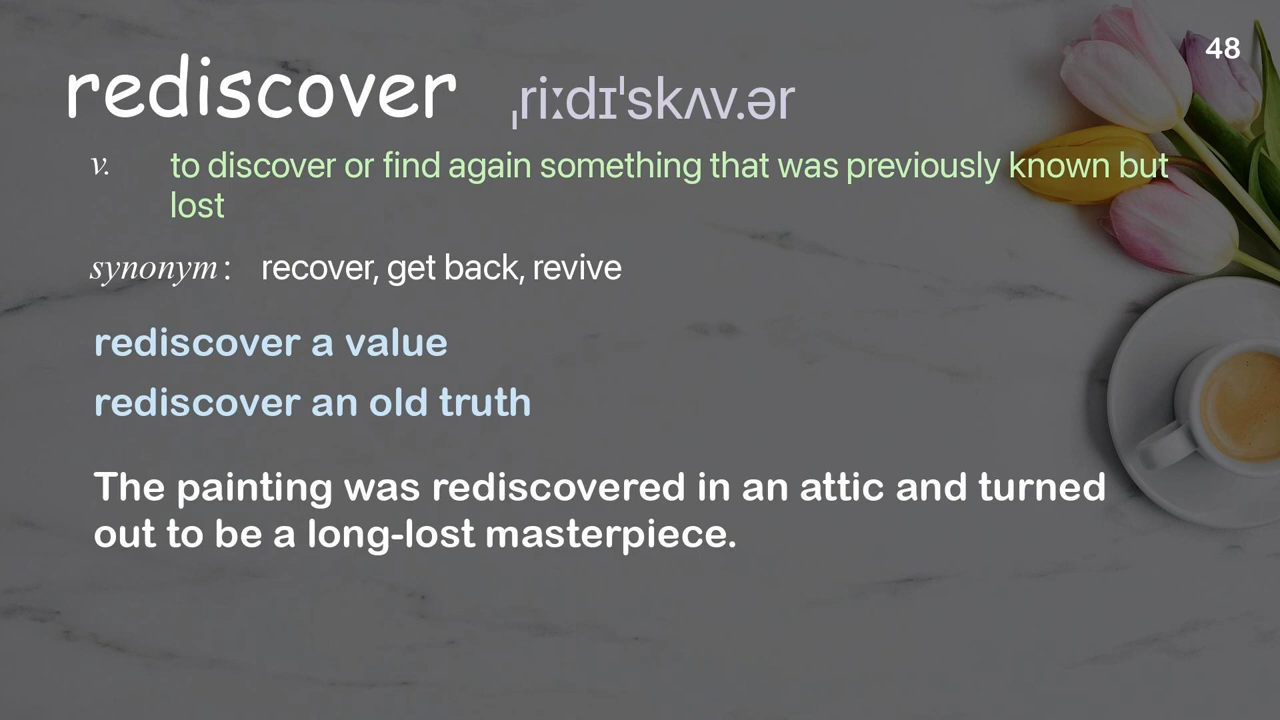 48
rediscover ˌriːdɪˈskʌv.ər
v. to discover or find again something that was previously known but
lost
synonym: recover, get back, revive
rediscover a value
rediscover an old truth
The painting was rediscovered in an attic and turned
out to be a long-lost masterpiece.